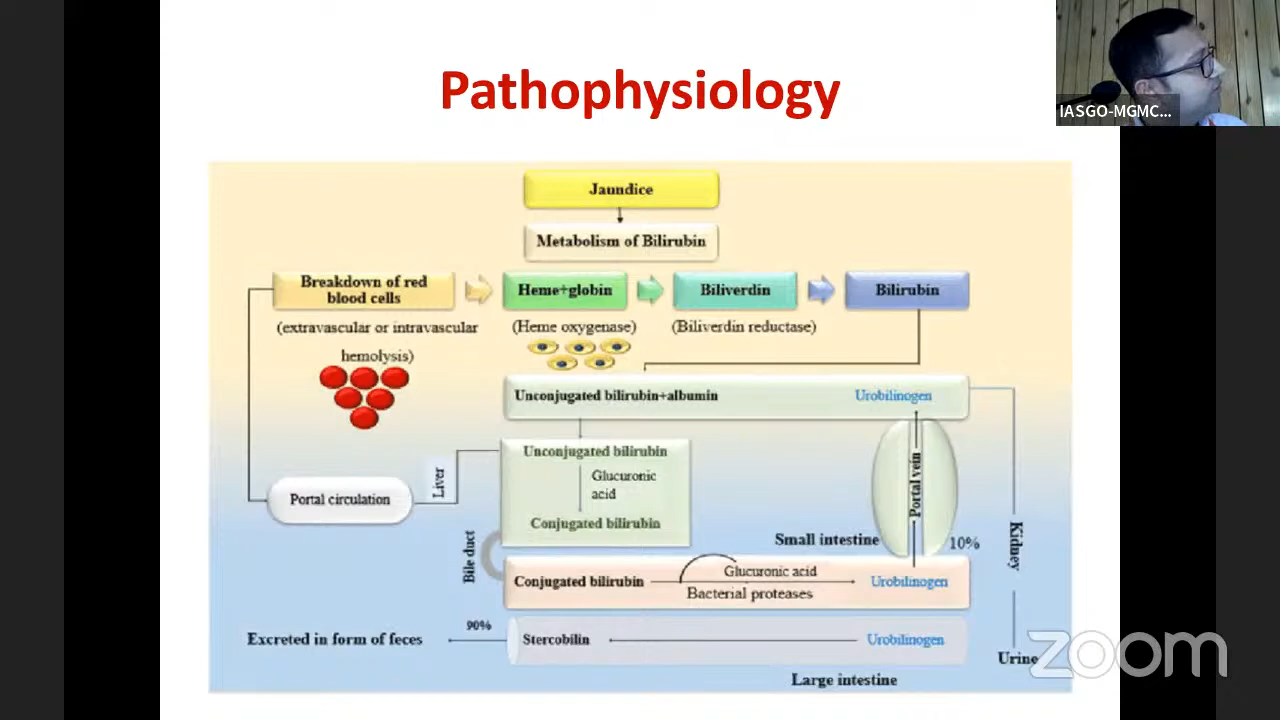 Pathophysiology
IASGO-MGMC...
Jaundice
Metabolism of Bilirubin
Breakdown of red
blood cells
Heme+globin
Biliverdin
Bilirubin
(extravascular or intravascular
hemolysis)
(Heme oxygenase)
(Biliverdin reductase)
Unconjugated bilirubin+albumin
Urobilinogen
Unconjugated bilirubin
Glucuronic
acid
Conjugated bilirubin
Liver
Portal circulation
Portal vein
Small intestine
10%
Kidney
Bile duct
Conjugated bilirubin
Glucuronic acid
Bacterial proteases
Urobilinogen
Excreted in form of feces
90%
Stercobilin
Urobilinogen
Urine
Large intestine
zoom